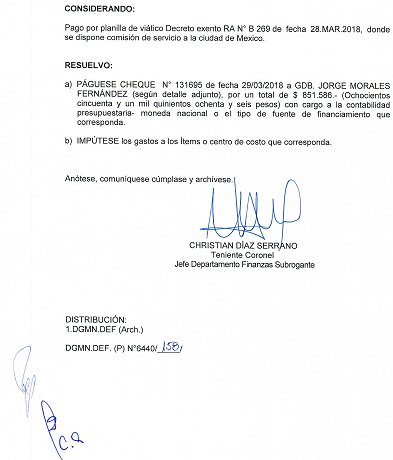 CONSIDERANDO:
Pago por planilla de viático Decreto exento RA N° B 269 de fecha 28.MAR.2018, donde
se dispone comisión de servicio a la ciudad de Mexico.
RESUELVO:
a) PÁGUESE CHEQUE N° 131695 de fecha 29/03/2018 a GDB. JORGE MORALES
FERNÁNDEZ (según detalle adjunto), por un total de $ 851.586.- (Ochocientos
cincuenta y un mil quinientos ochenta y seis pesos) con cargo a la contabilidad
presupuestaria- moneda nacional o el tipo de fuente de financiamiento que
corresponda.
b) IMPÚTESE los gastos a los Ítems o centro de costo que corresponda.
Anótese, comuníquese cúmplase y archívese.
CHRISTIAN DÍAZ SERRANO
Teniente Coronel
Jefe Departamento Finanzas Subrogante
DISTRIBUCIÓN:
1.DGMN.DEF (Arch.)
DGMN.DEF. (P) N°6440/ 158 /